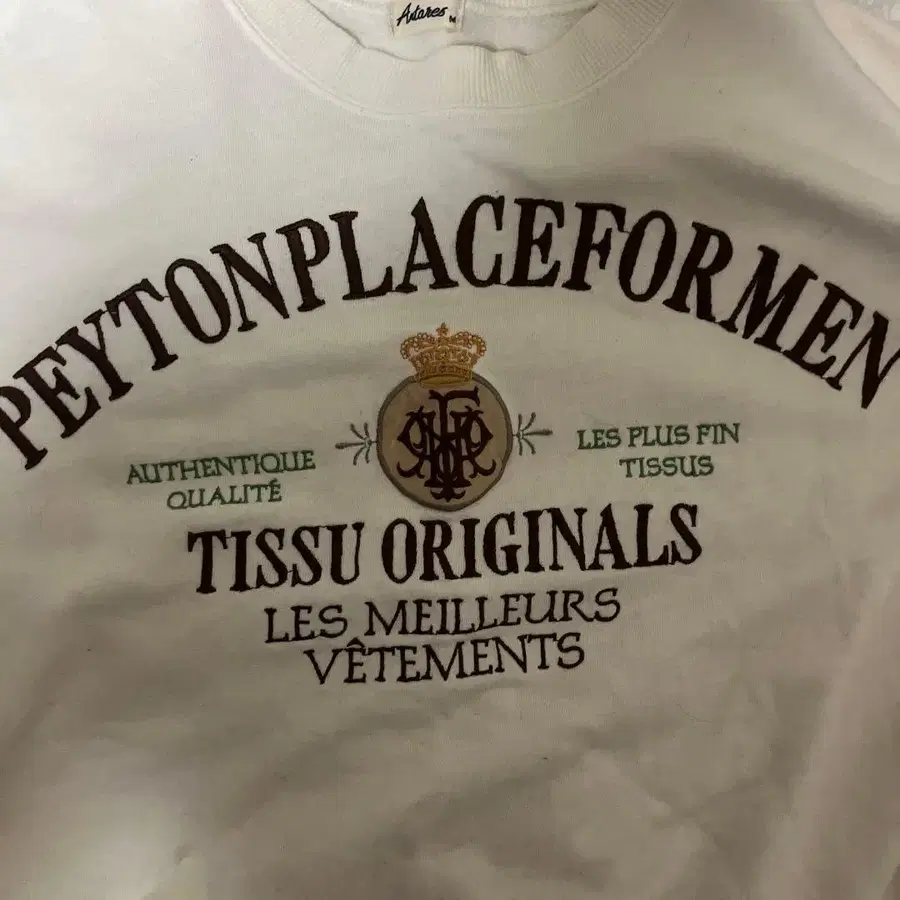 Antares M
PEYTONPLACEFORMEN
AUTHENTIQUE
QUALITÉ
LES PLUS FIN
TISSUS
TISSU ORIGINALS
LES MEILLEURS
VÊTEMENTS